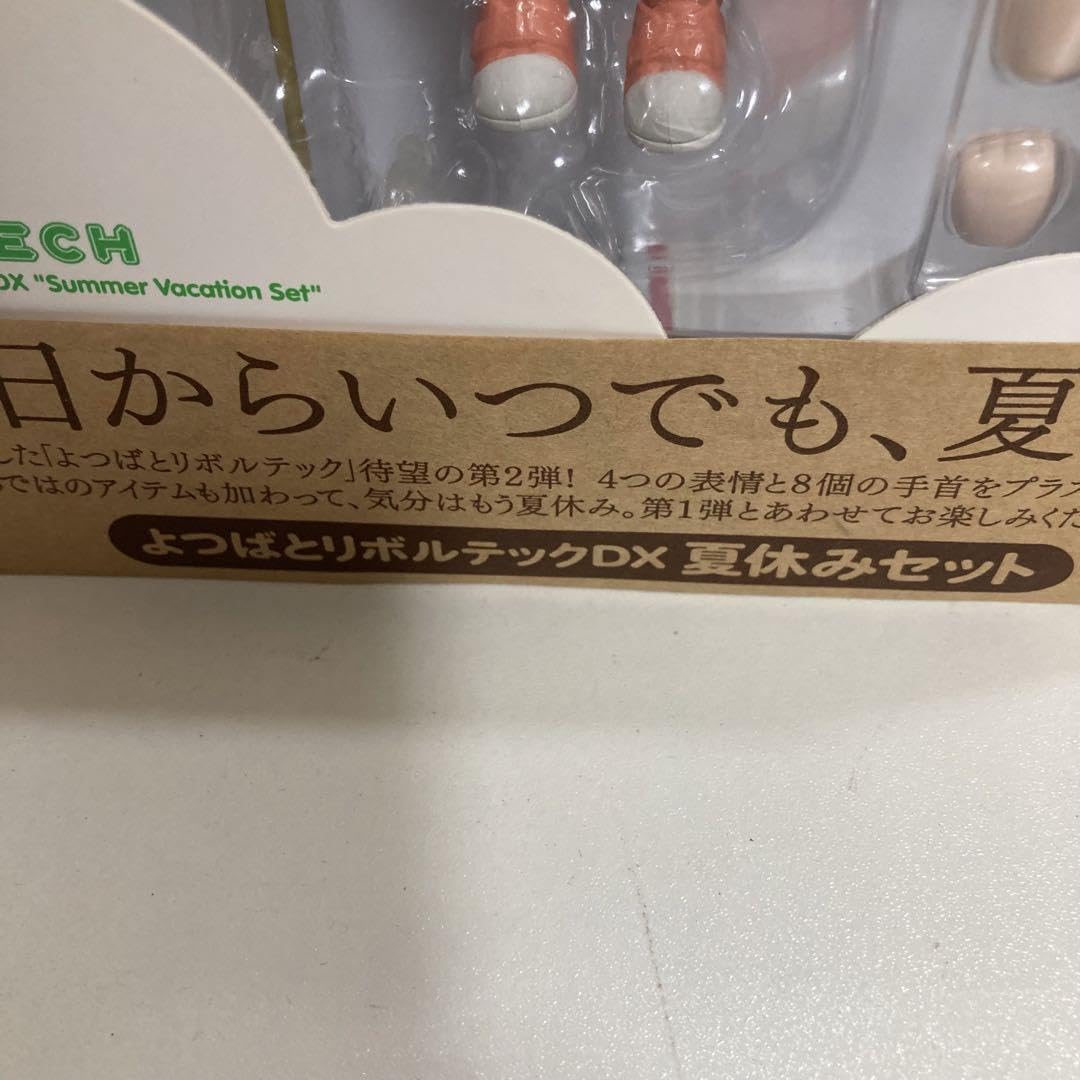 ECH
DX "Summer Vacation Set"
日からいつでも、夏
した「よつばとリボルテック」待望の第2弾! 4つの表情と8個の手首をプラス
ではのアイテムも加わって、気分はもう夏休み。第1弾とあわせてお楽しみくだ
よつばとリボルテックDX 夏休みセット